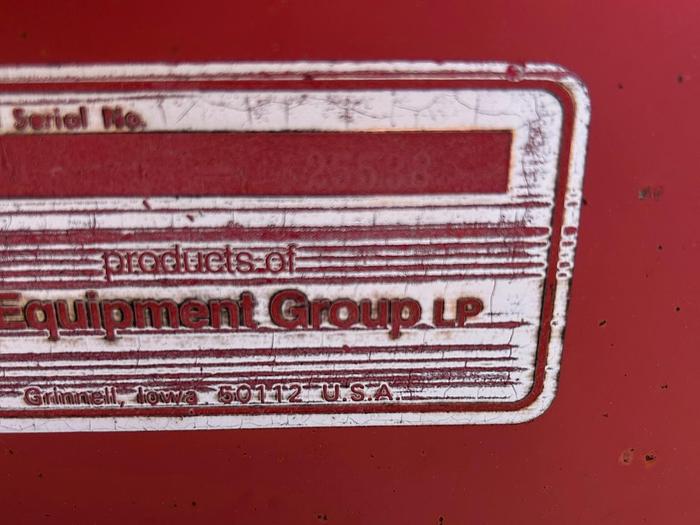 Serial No.
products of
Equipment Group LP
Grinnell, Iowa 50112 U.S.A.